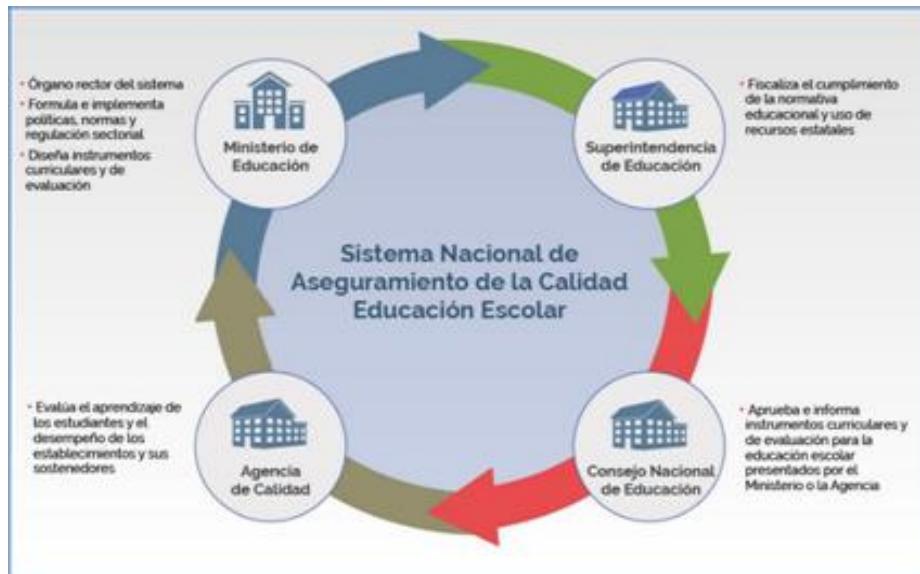 • Órgano rector del sistema
• Formula e implementa
políticas, normas y
regulación sectorial
• Diseña instrumentos
curriculares y de
evaluación
Ministerio de
Educación
Superintendencia
de Educación
• Fiscaliza el cumplimiento
de la normativa
educacional y uso de
recursos estatales
Sistema Nacional de
Aseguramiento de la Calidad
Educación Escolar
• Evalúa el aprendizaje de
los estudiantes y el
desempeño de los
establecimientos y sus
sostenedores
Agencia
de Calidad
Consejo Nacional
de Educación
• Aprueba e informa
instrumentos curriculares y
de evaluación para la
educación escolar
presentados por el
Ministerio o la Agencia